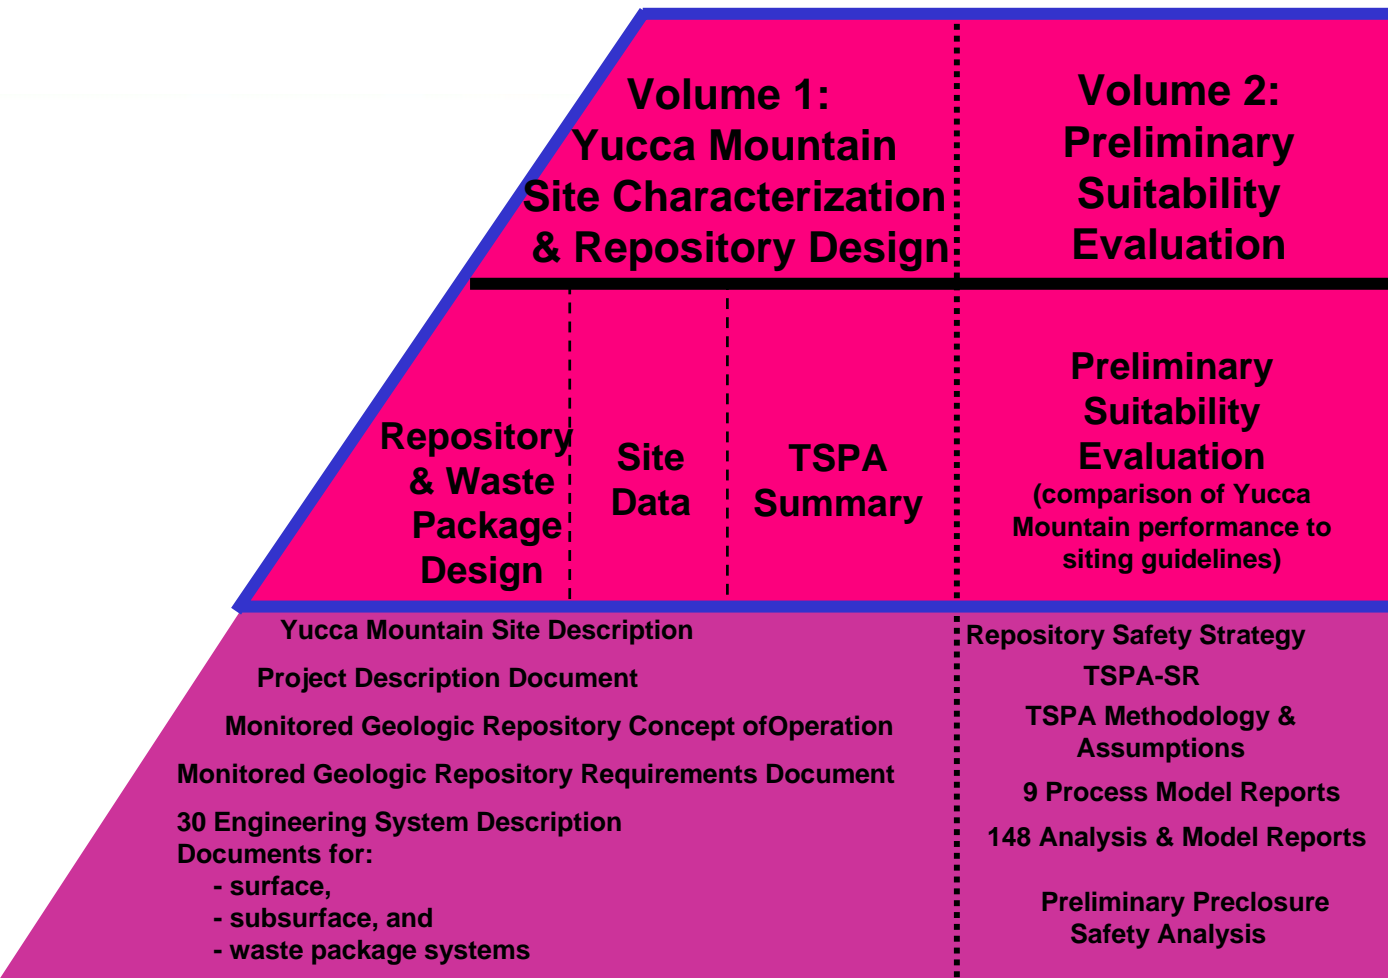 Volume 1:
Yucca Mountain
Site Characterization
& Repository Design
Volume 2:
Preliminary
Suitability
Evaluation
Repository
& Waste
Package
Design
Site
Data
TSPA
Summary
Preliminary
Suitability
Evaluation
(comparison of Yucca
Mountain performance to
siting guidelines)
Yucca Mountain Site Description
Project Description Document
Monitored Geologic Repository Concept ofOperation
Monitored Geologic Repository Requirements Document
30 Engineering System Description
Documents for:
- surface,
- subsurface, and
- waste package systems
Repository Safety Strategy
TSPA-SR
TSPA Methodology &
Assumptions
9 Process Model Reports
148 Analysis & Model Reports
Preliminary Preclosure
Safety Analysis